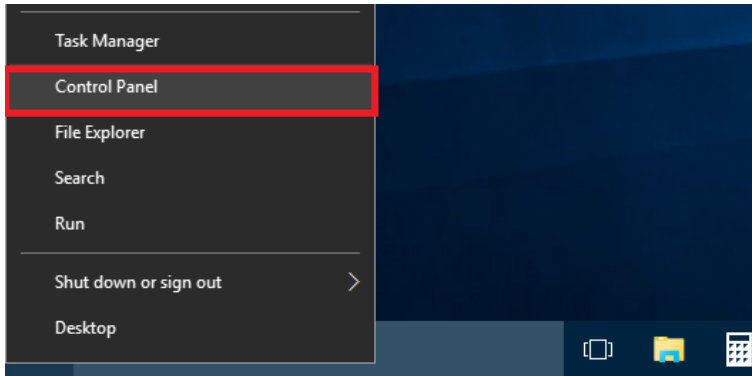 Task Manager
Control Panel
File Explorer
Search
Run
Shut down or sign out
Desktop